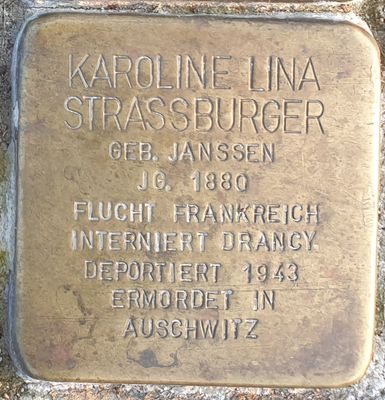 KAROLINE LINA
STRASSBURGER
GEB. JANSSEN
JG. 1880
FLUCHT FRANKREICH
INTERNIERT DRANCY
DEPORTIERT 1943
ERMORDET IN
AUSCHWITZ